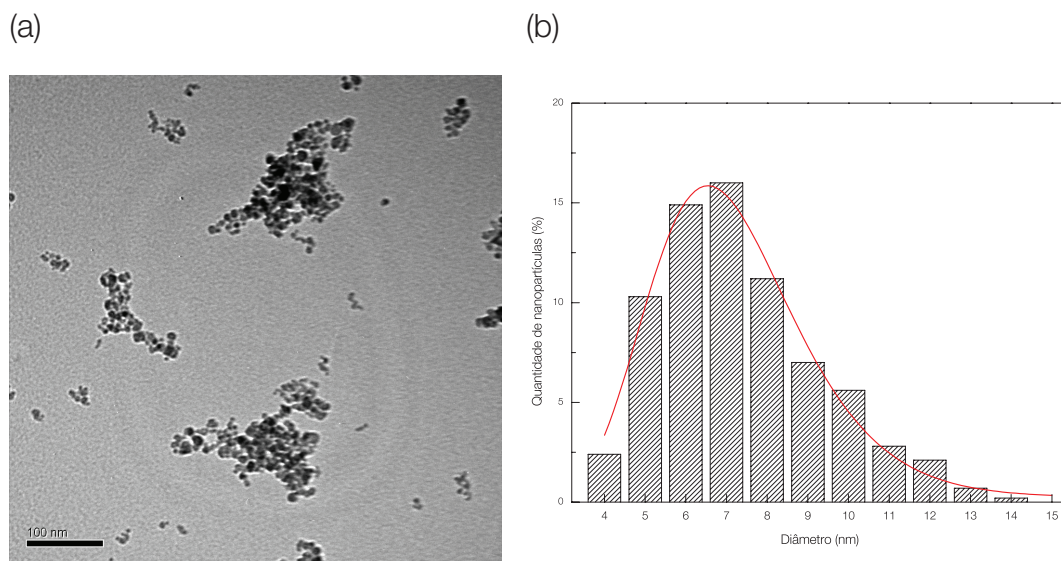 (a)
(b)
100 nm
Quantidade de nanopartículas (%)
20
15
10
5
0
4 5 6 7 8 9 10 11 12 13 14 15
Diâmetro (nm)